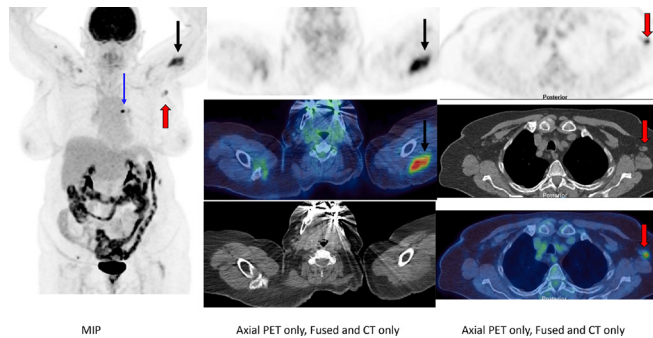 Posterior
Posterior
MIP
Axial PET only, Fused and CT only
Axial PET only, Fused and CT only